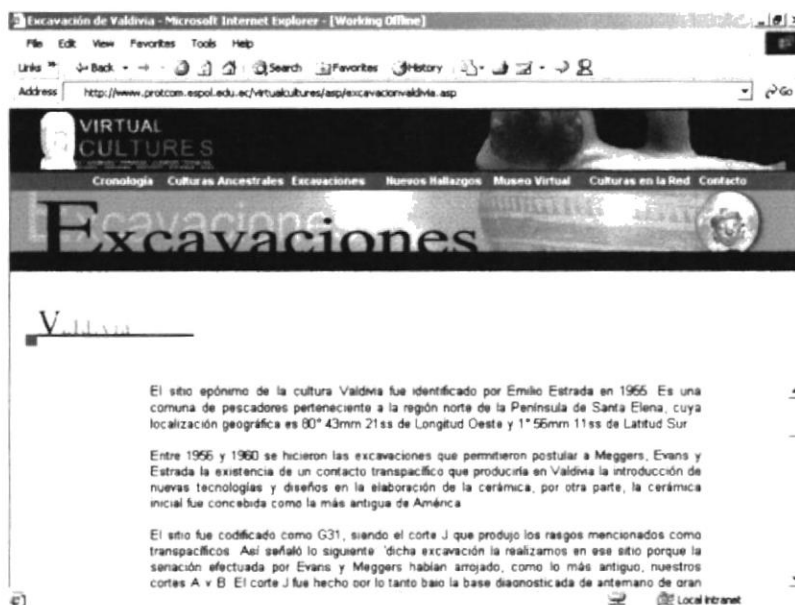 Excavación de Valdivia - Microsoft Internet Explorer - [Working Offline]
File Edit View Favorites Tools Help
Links » Back Search Favorites History
Address http://www.protcom.espol.edu.ec/virtualcultures/asp/excavacionvaldivia.asp Go
VIRTUAL
CULTURES
Cronología Culturas Ancestrales Excavaciones Nuevos Hallazgos Museo Virtual Culturas en la Red Contacto
Excavaciones
Valdivia
El sitio epónimo de la cultura Valdivia fue identificado por Emilio Estrada en 1955. Es una
comuna de pescadores perteneciente a la región norte de la Península de Santa Elena, cuya
localización geográfica es 80° 43mm 21ss de Longitud Oeste y 1° 56mm 11ss de Latitud Sur
Entre 1956 y 1960 se hicieron las excavaciones que permitieron postular a Meggers, Evans y
Estrada la existencia de un contacto transpacífico que produciría en Valdivia la introducción de
nuevas tecnologías y diseños en la elaboración de la cerámica, por otra parte, la cerámica
inicial fue concebida como la más antigua de América
El sitio fue codificado como G31, siendo el corte J que produjo los rasgos mencionados como
transpacíficos. Así señaló lo siguiente 'dicha excavación la realizamos en ese sitio porque la
senación efectuada por Evans y Meggers habían arrojado, como lo más antiguo, nuestros
cortes A y B. El corte J fue hecho por lo tanto bajo la base diagnosticada de antemano de gran
Local intranet